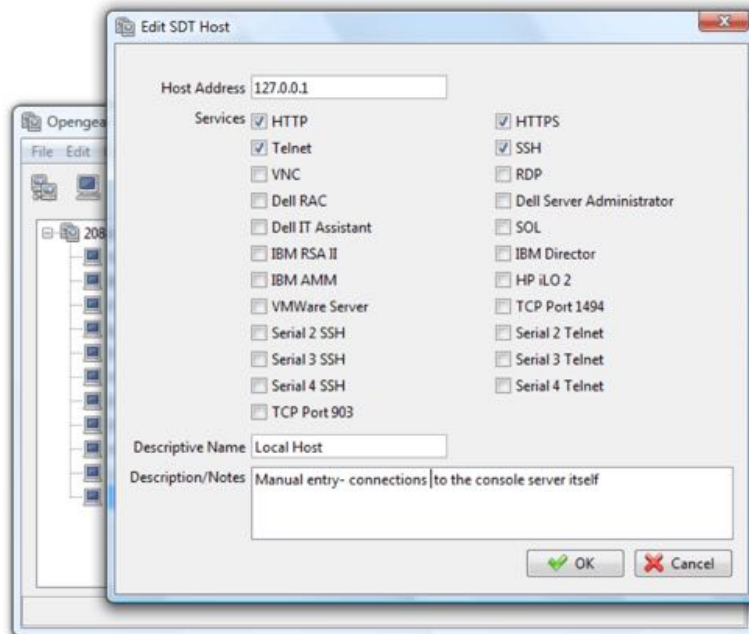 Edit SDT Host
Host Address 127.0.0.1
Services HTTP HTTPS
Telnet SSH
VNC RDP
Dell RAC Dell Server Administrator
Dell IT Assistant SOL
IBM RSA II IBM Director
IBM AMM HP iLO 2
VMWare Server TCP Port 1494
Serial 2 SSH Serial 2 Telnet
Serial 3 SSH Serial 3 Telnet
Serial 4 SSH Serial 4 Telnet
TCP Port 903
Descriptive Name Local Host
Description/Notes Manual entry- connections to the console server itself
OK Cancel
Opengea
File Edit
208